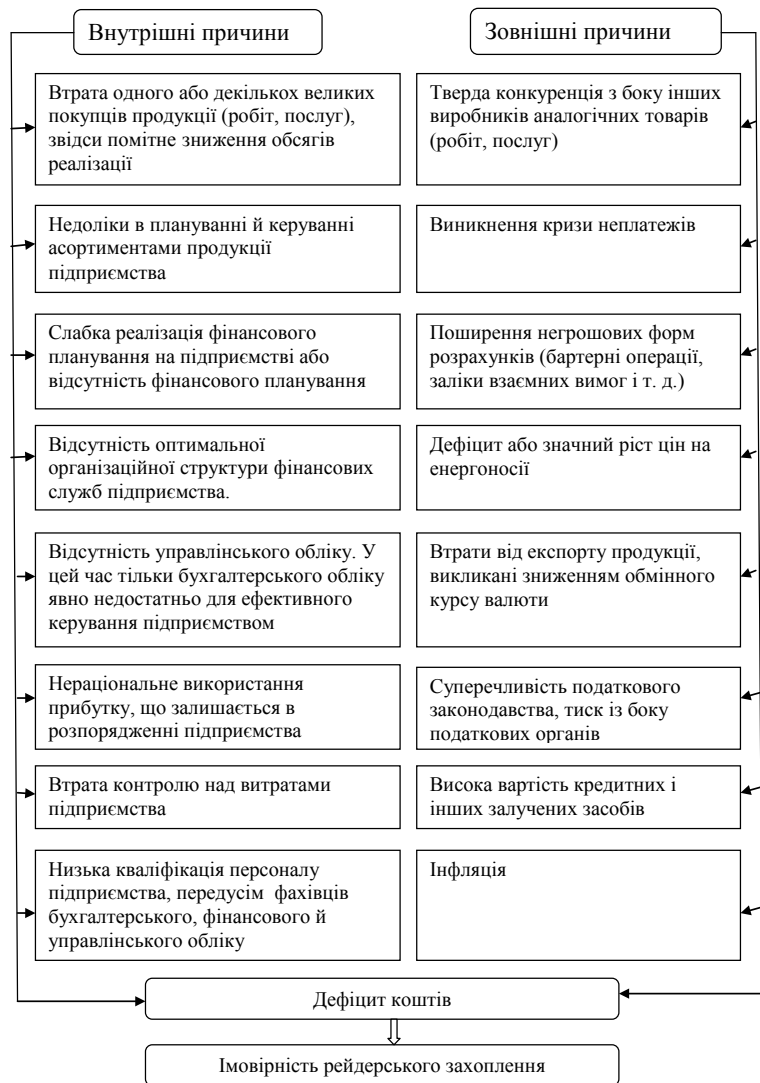 Внутрішні причини
Втрата одного або декількох великих
покупців продукції (робіт, послуг),
звідси помітне зниження обсягів
реалізації
Недоліки в плануванні й керуванні
асортиментами продукції
підприємства
Слабка реалізація фінансового
планування на підприємстві або
відсутність фінансового планування
Відсутність оптимальної
організаційної структури фінансових
служб підприємства.
Відсутність управлінського обліку. У
цей час тільки бухгалтерського обліку
явно недостатньо для ефективного
керування підприємством
Нераціональне використання
прибутку, що залишається в
розпорядженні підприємства
Втрата контролю над витратами
підприємства
Низька кваліфікація персоналу
підприємства, передусім фахівців
бухгалтерського, фінансового й
управлінського обліку
Зовнішні причини
Тверда конкуренція з боку інших
виробників аналогічних товарів
(робіт, послуг)
Виникнення кризи неплатежів
Поширення негрошових форм
розрахунків (бартерні операції,
заліки взаємних вимог і т. д.)
Дефіцит або значний ріст цін на
енергоносії
Втрати від експорту продукції,
викликані зниженням обмінного
курсу валюти
Суперечливість податкового
законодавства, тиск із боку
податкових органів
Висока вартість кредитних і
інших залучених засобів
Інфляція
Дефіцит коштів
Імовірність рейдерського захоплення